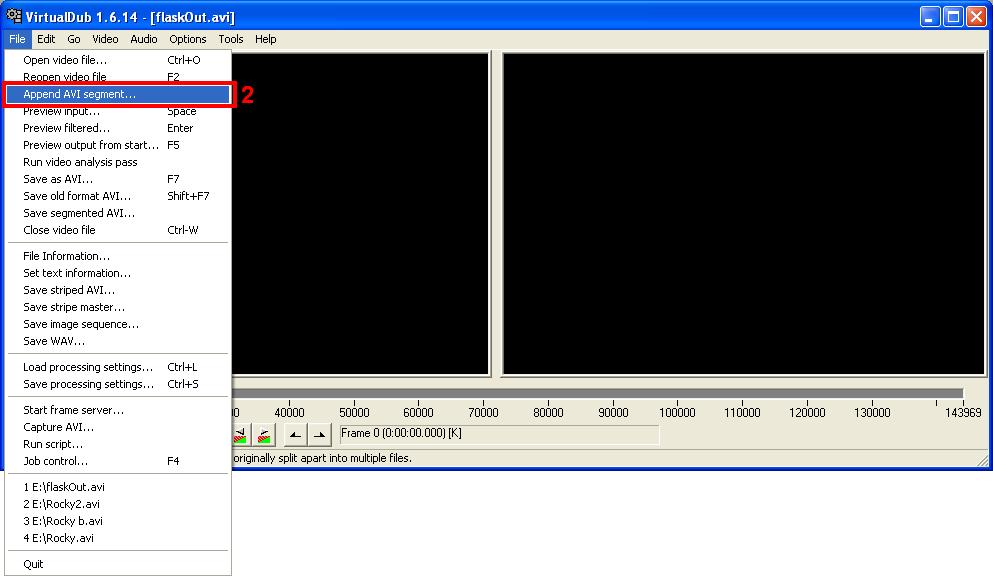 VirtualDub 1.6.14 - [flaskOut.avi]
File Edit Go Video Audio Options Tools Help
Open video file... Ctrl+O
Reopen video file F2
Append AVI segment... 2
Preview input... Space
Preview filtered... Enter
Preview output from start... F5
Run video analysis pass
Save as AVI... F7
Save old format AVI... Shift+F7
Save segmented AVI...
Close video file Ctrl-W
File Information...
Set text information...
Save striped AVI...
Save stripe master...
Save image sequence...
Save WAV...
Load processing settings... Ctrl+L
Save processing settings... Ctrl+S
Start frame server...
Capture AVI...
Run script...
Job control... F4
1 E:\flaskOut.avi
2 E:\Rocky2.avi
3 E:\Rocky b.avi
4 E:\Rocky.avi
Quit
40000 50000 60000 70000 80000 90000 100000 110000 120000 130000 143969
Frame 0 (0:00:00.000) [K]
originally split apart into multiple files.